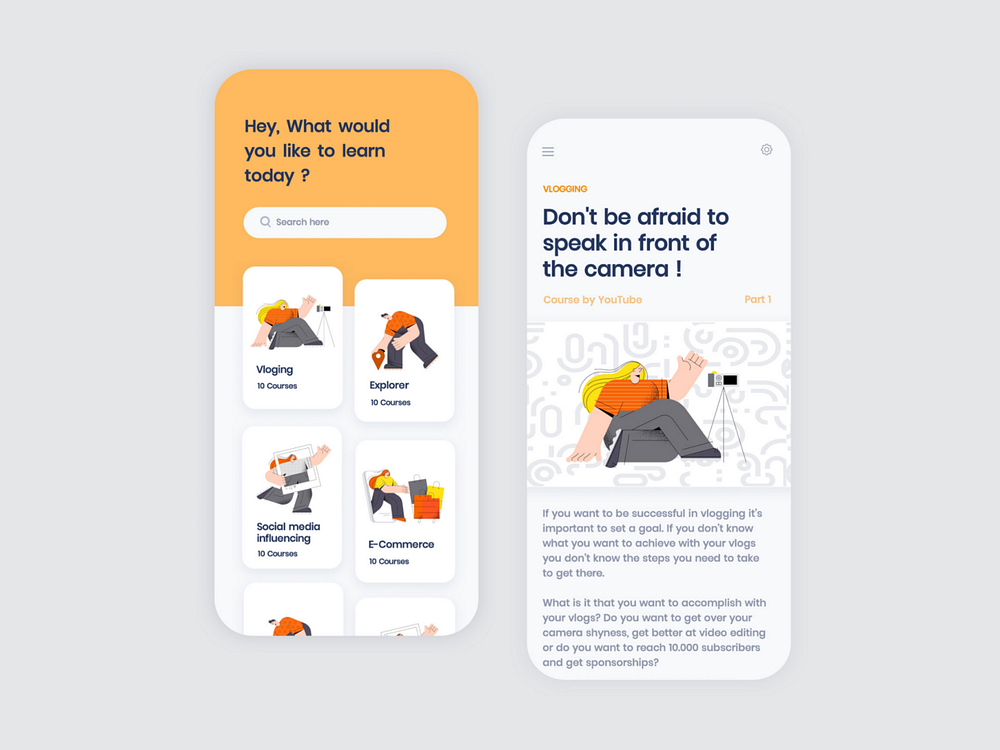 Hey, What would
you like to learn
today ?
Search here
Vloging
10 Courses
Explorer
10 Courses
Social media
influencing
10 Courses
E-Commerce
10 Courses
VLOGGING
Don't be afraid to
speak in front of
the camera !
Course by YouTube
Part 1
If you want to be successful in vlogging it's
important to set a goal. If you don't know
what you want to achieve with your vlogs
you don't know the steps you need to take
to get there.
What is it that you want to accomplish with
your vlogs? Do you want to get over your
camera shyness, get better at video editing
or do you want to reach 10.000 subscribers
and get sponsorships?